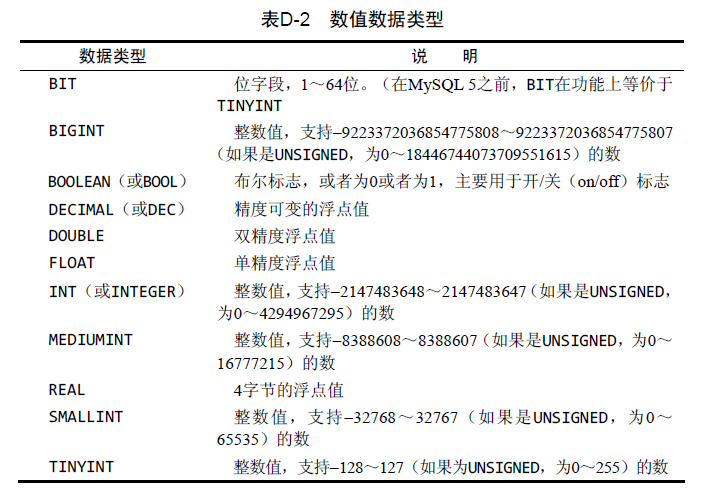 表D-2 数值数据类型
数据类型 说 明
BIT 位字段，1～64位。（在MySQL 5之前，BIT在功能上等价于
TINYINT
BIGINT 整数值，支持–9223372036854775808～9223372036854775807
（如果是UNSIGNED，为0～18446744073709551615）的数
BOOLEAN（或BOOL） 布尔标志，或者为0或者为1，主要用于开/关（on/off）标志
DECIMAL（或DEC） 精度可变的浮点值
DOUBLE 双精度浮点值
FLOAT 单精度浮点值
INT（或INTEGER） 整数值，支持–2147483648～2147483647（如果是UNSIGNED，
为0～4294967295）的数
MEDIUMINT 整数值，支持–8388608～8388607（如果是UNSIGNED，为0～
16777215）的数
REAL 4字节的浮点值
SMALLINT 整数值，支持–32768～32767（如果是UNSIGNED，为0～
65535）的数
TINYINT 整数值，支持–128～127（如果为UNSIGNED，为0～255）的数